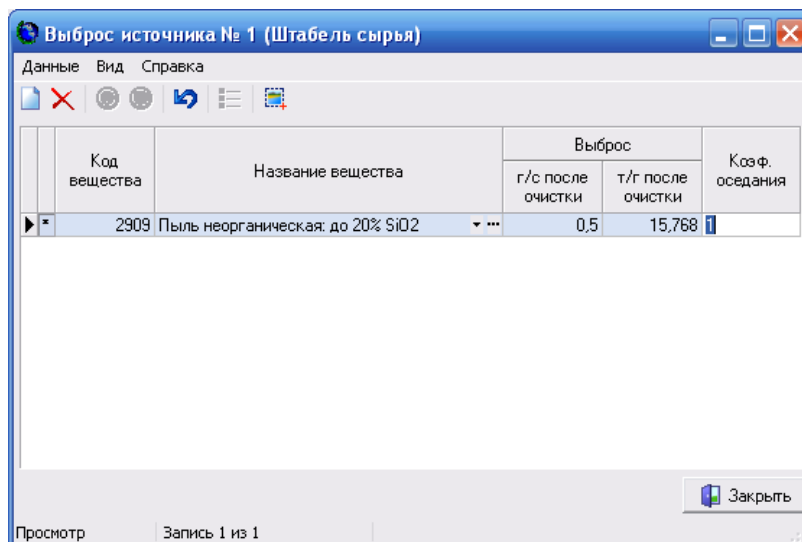 Выброс источника № 1 (Штабель сырья)
Данные Вид Справка
Код вещества
Название вещества
Выброс
г/с после очистки
т/г после очистки
Коэф. оседания
* 2909 Пыль неорганическая: до 20% SiO2 ... 0,5 15,768 1
Закрыть
Просмотр Запись 1 из 1